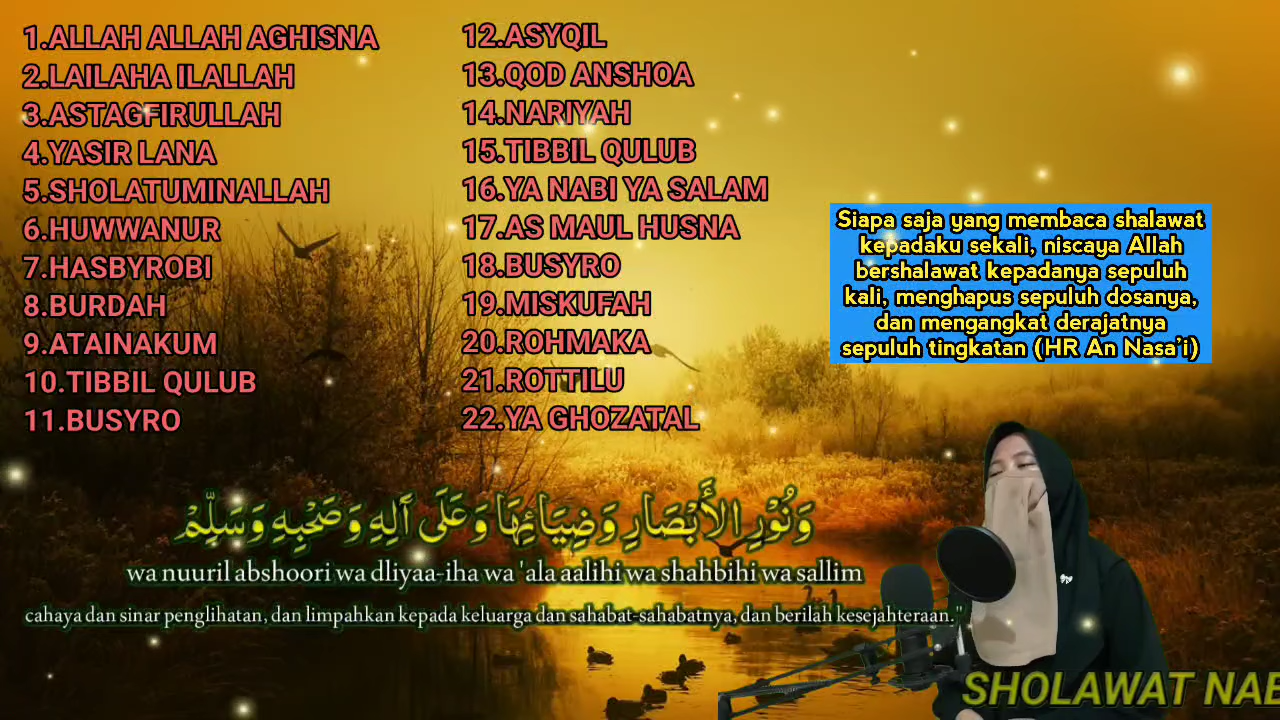 1.ALLAH ALLAH AGHISNA
2.LAILAHA ILALLAH
3.ASTAGFIRULLAH
4.YASIR LANA
5.SHOLATUMINALLAH
6.HUWWANUR
7.HASBYROBI
8.BURDAH
9.ATAINAKUM
10.TIBBIL QULUB
11.BUSYRO
12.ASYQIL
13.QOD ANSHOA
14.NARIYAH
15.TIBBIL QULUB
16.YA NABI YA SALAM
17.AS MAUL HUSNA
18.BUSYRO
19.MISKUFAH
20.ROHMAKA
21.ROTTILU
22.YA GHOZATAL
Siapa saja yang membaca shalawat
kepadaku sekali, niscaya Allah
bershalawat kepadanya sepuluh
kali, menghapus sepuluh dosanya,
dan mengangkat derajatnya
sepuluh tingkatan (HR An Nasa'i)
وَنُوْرِ الأَبْصَارِ وَضِيَائِهَا وَعَلَى آلِهِ وَصَحْبِهِ وَسَلِّمْ
wa nuuril abshoori wa dliyaa-iha wa 'ala aalihi wa shahbihi wa sallim
cahaya dan sinar penglihatan, dan limpahkan kepada keluarga dan sahabat-sahabatnya, dan berilah kesejahteraan."
SHOLAWAT NAB